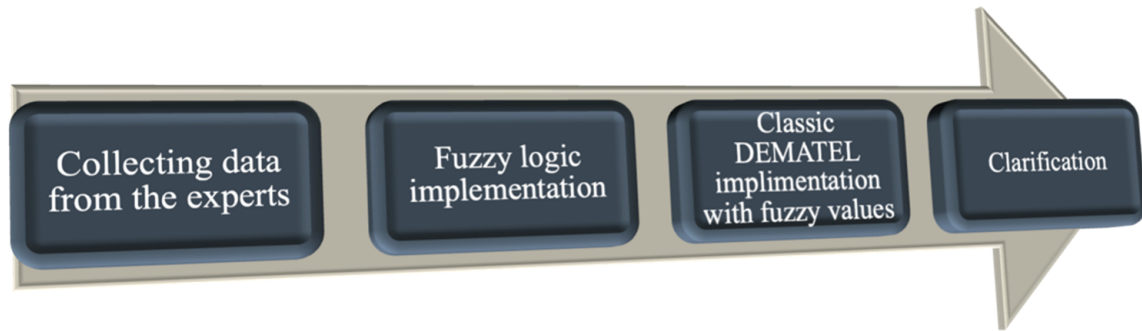 Collecting data
from the experts
Fuzzy logic
implementation
Classic
DEMATEL
implimentation
with fuzzy values
Clarification